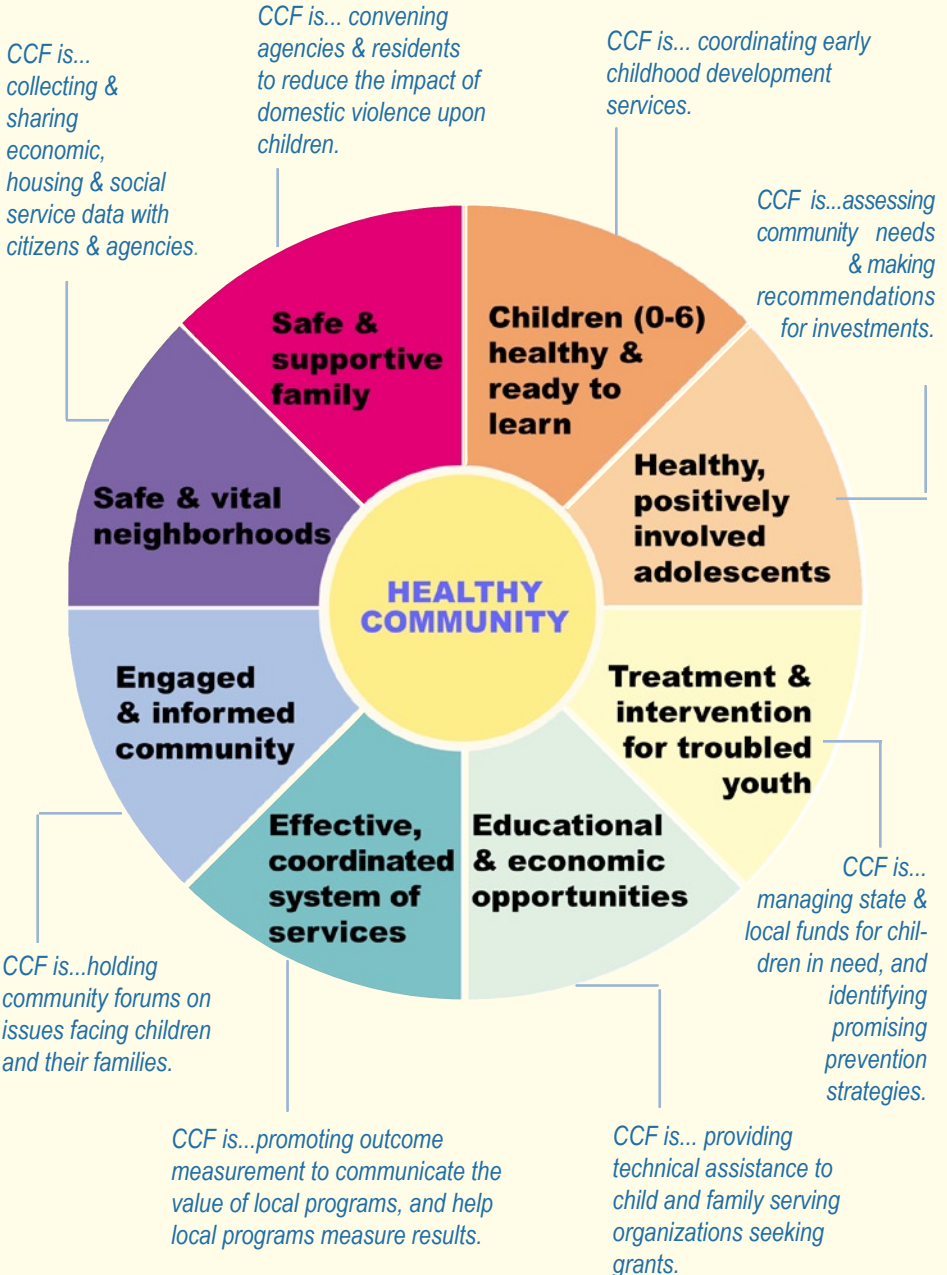 CCF is... convening
agencies & residents
to reduce the impact of
domestic violence upon
children.
CCF is... coordinating early
childhood development
services.
CCF is...
collecting &
sharing
economic,
housing & social
service data with
citizens & agencies.
CCF is...assessing
community needs
& making
recommendations
for investments.
Safe &
supportive
family
Children (0-6)
healthy &
ready to
learn
Healthy,
positively
involved
adolescents
Safe & vital
neighborhoods
HEALTHY
COMMUNITY
Engaged
& informed
community
Treatment &
intervention
for troubled
youth
Effective,
coordinated
system of
services
Educational
& economic
opportunities
CCF is...
managing state &
local funds for chil-
dren in need, and
identifying
promising
prevention
strategies.
CCF is...holding
community forums on
issues facing children
and their families.
CCF is...promoting outcome
measurement to communicate the
value of local programs, and help
local programs measure results.
CCF is... providing
technical assistance to
child and family serving
organizations seeking
grants.